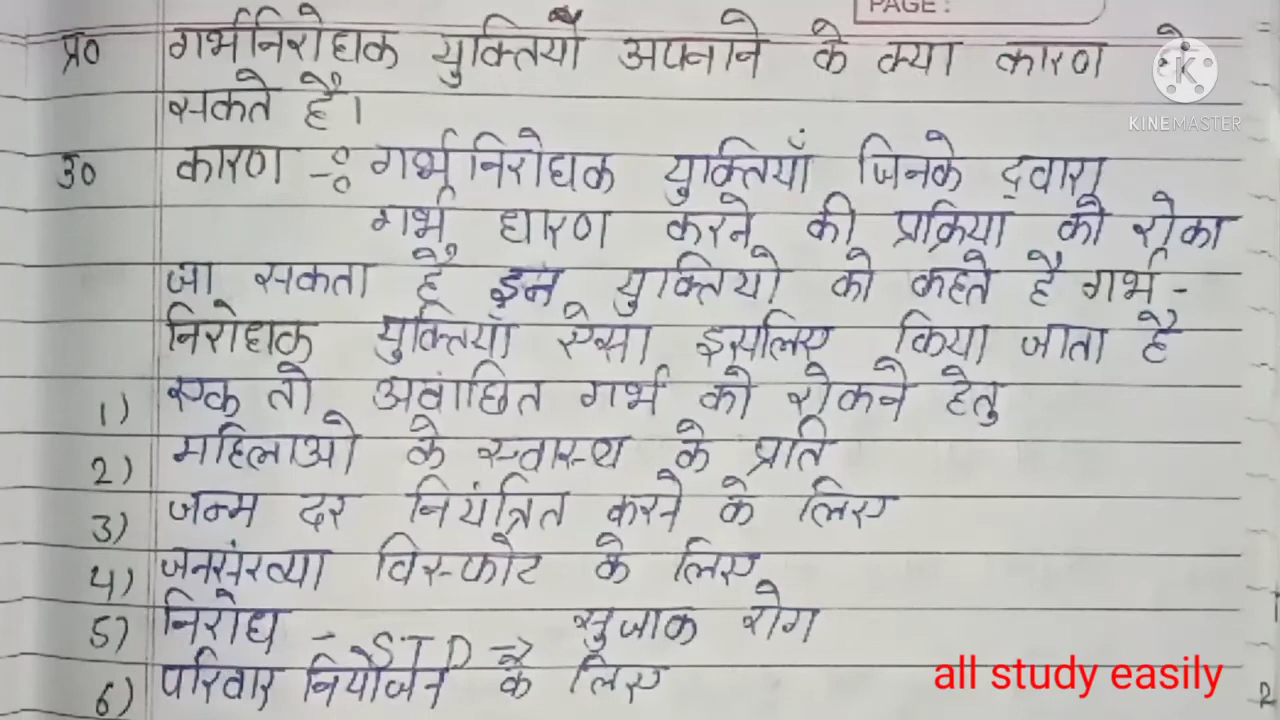 PAGE :
प्र० गर्भनिरोधक युक्तियाँ अपनाने के क्या कारण हो
KINEMASTER
सकते हैं।
उ० कारण -: गर्भ निरोधक युक्तियाँ जिनके द्वारा
गर्भ धारण करने की प्रक्रिया को रोका
जा सकता है इन युक्तियो को कहते है गर्भ -
निरोधक युक्तियाँ ऐसा इसलिए किया जाता है
1) एक तो अवांछित गर्भ को रोकने हेतु
2) महिलाओ के स्वास्थ के प्रति
3) जन्म दर नियंत्रित करने के लिए
4) जनसंख्या विस्फोट के लिए
5) निरोध - STD → सुजाक रोग
6) परिवार नियोजन के लिए
all study easily